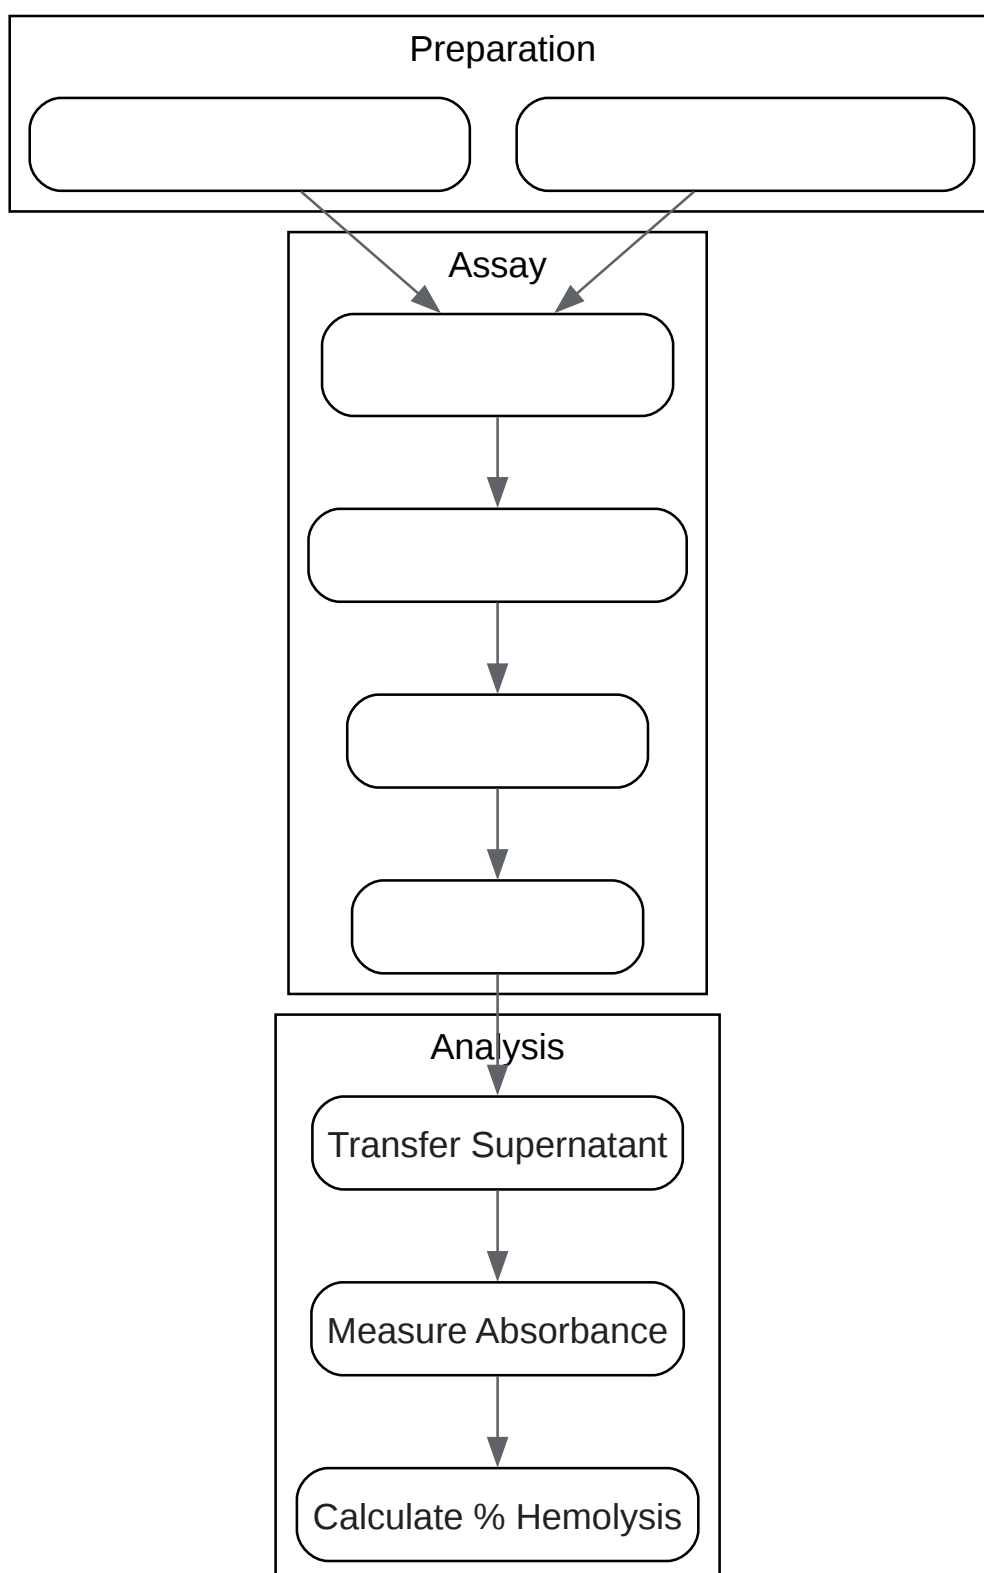 Preparation
Assay
Analysis
Transfer Supernatant
Measure Absorbance
Calculate % Hemolysis